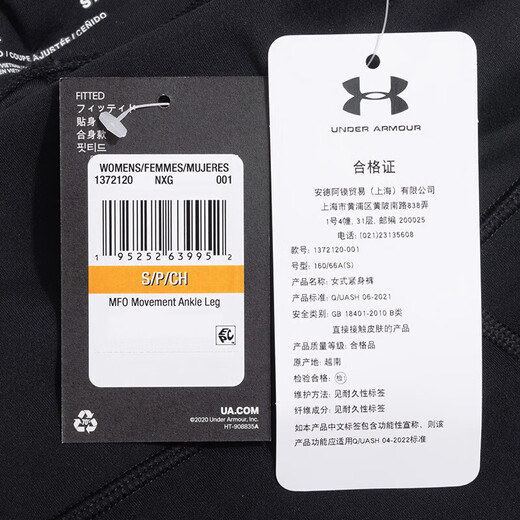 COUPE AJUSTÉE / CEÑIDO
FITTED
フィッティド
貼身
合身款
핏티드
WOMENS/FEMMES/MUJERES
1372120 NXG 001
1 95252 63995 2
S/P/CH
MFO Movement Ankle Leg
UA.COM
©2020 Under Armour, Inc.
HT-908835A
UNDER ARMOUR
合格证
安德阿镆贸易（上海）有限公司
上海市黄浦区黄陂南路838弄
1号4幢, 31层, 邮编 200025
电话: (021)23135608
款号: 1372120-001
号型: 160/66A(S)
产品名称: 女式紧身裤
产品标准: Q/UASH 06-2021
安全类别: GB 18401-2010 B类
直接接触皮肤的产品
产品质量等级: 合格品
原产地: 越南
检验合格: 检1
维护方法: 见耐久性标签
纤维成分: 见耐久性标签
如本产品中文标签包含功能性宣称, 则该
产品功能应适用Q/UASH 04-2022标准